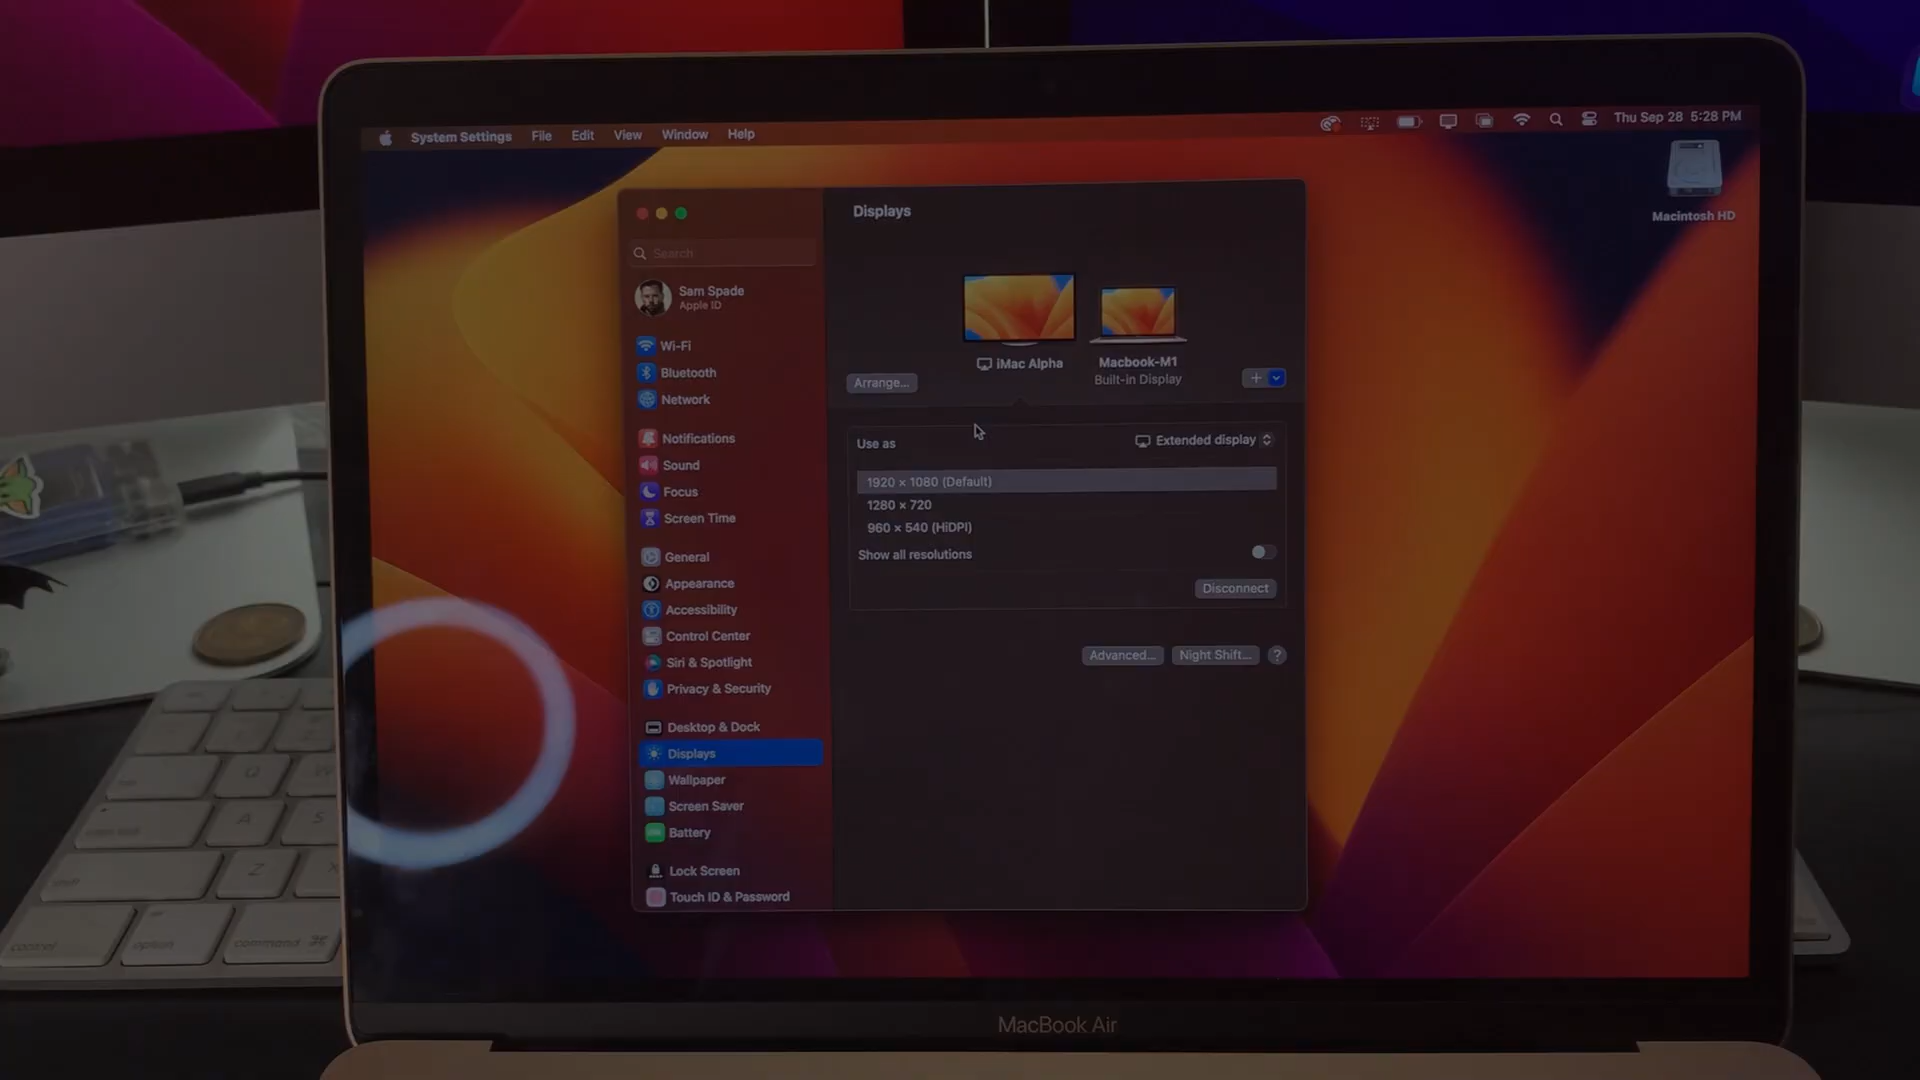 System Settings File Edit View Window Help
Thu Sep 28 5:28 PM
Macintosh HD
Displays
Search
Sam Spade
Apple ID
Wi-Fi
Bluetooth
Network
Notifications
Sound
Focus
Screen Time
General
Appearance
Accessibility
Control Center
Siri & Spotlight
Privacy & Security
Desktop & Dock
Displays
Wallpaper
Screen Saver
Battery
Lock Screen
Touch ID & Password
iMac Alpha
Macbook-M1
Built-in Display
Arrange...
Use as
Extended display
1920 × 1080 (Default)
1280 × 720
960 × 540 (HiDPI)
Show all resolutions
Disconnect
Advanced...
Night Shift...
?
MacBook Air
Q
A
S
Z
X
control
option
command ⌘